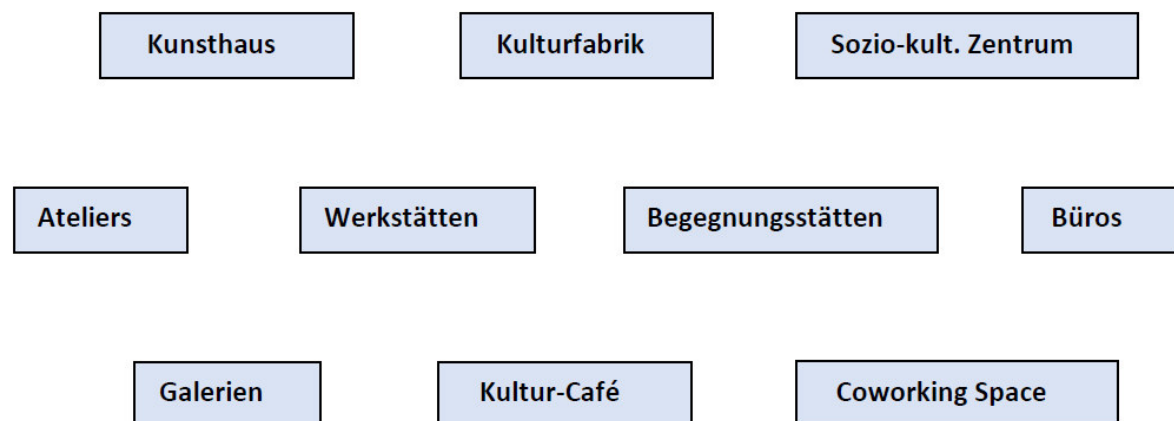 Kunsthaus Kulturfabrik Sozio-kult. Zentrum
Ateliers Werkstätten Begegnungsstätten Büros
Galerien Kultur-Café Coworking Space